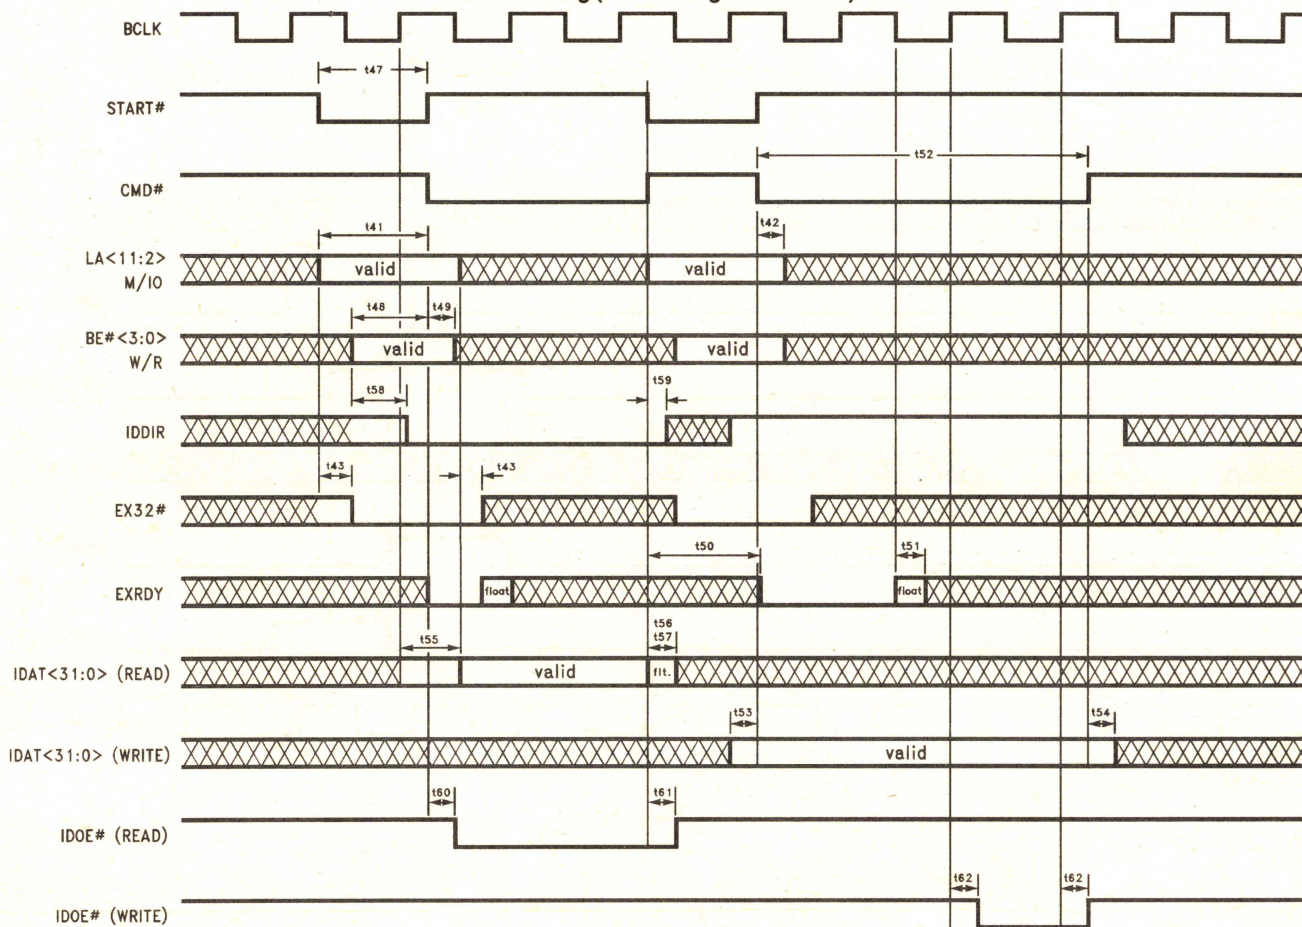 BCLK
t47
START#
t52
CMD#
t42
t41
LA<11:2>
M/IO
valid
valid
t48
t49
BE#<3:0>
W/R
valid
valid
t58
t59
IDDIR
t43
t43
EX32#
t50
t51
EXRDY
float
float
t56
t55
t57
IDAT<31:0> (READ)
valid
flt.
t53
t54
IDAT<31:0> (WRITE)
valid
t60
t61
IDOE# (READ)
t62
t62
IDOE# (WRITE)